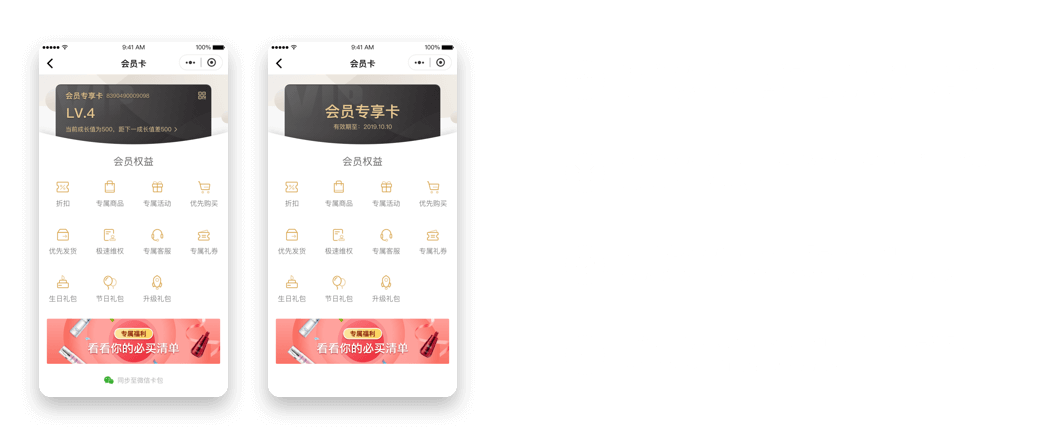 9:41 AM
100%
会员卡
会员专享卡 6200490009098
LV.4
当前成长值为500，距下一成长值差500
会员权益
折扣
专属商品
专属活动
优先购买
优先发货
极速维权
专属客服
专属礼券
生日礼包
节日礼包
升级礼包
专属福利
看看你的必买清单
同步至微信卡包
9:41 AM
100%
会员卡
会员专享卡
有效期至：2019.10.10
会员权益
折扣
专属商品
专属活动
优先购买
优先发货
极速维权
专属客服
专属礼券
生日礼包
节日礼包
升级礼包
专属福利
看看你的必买清单